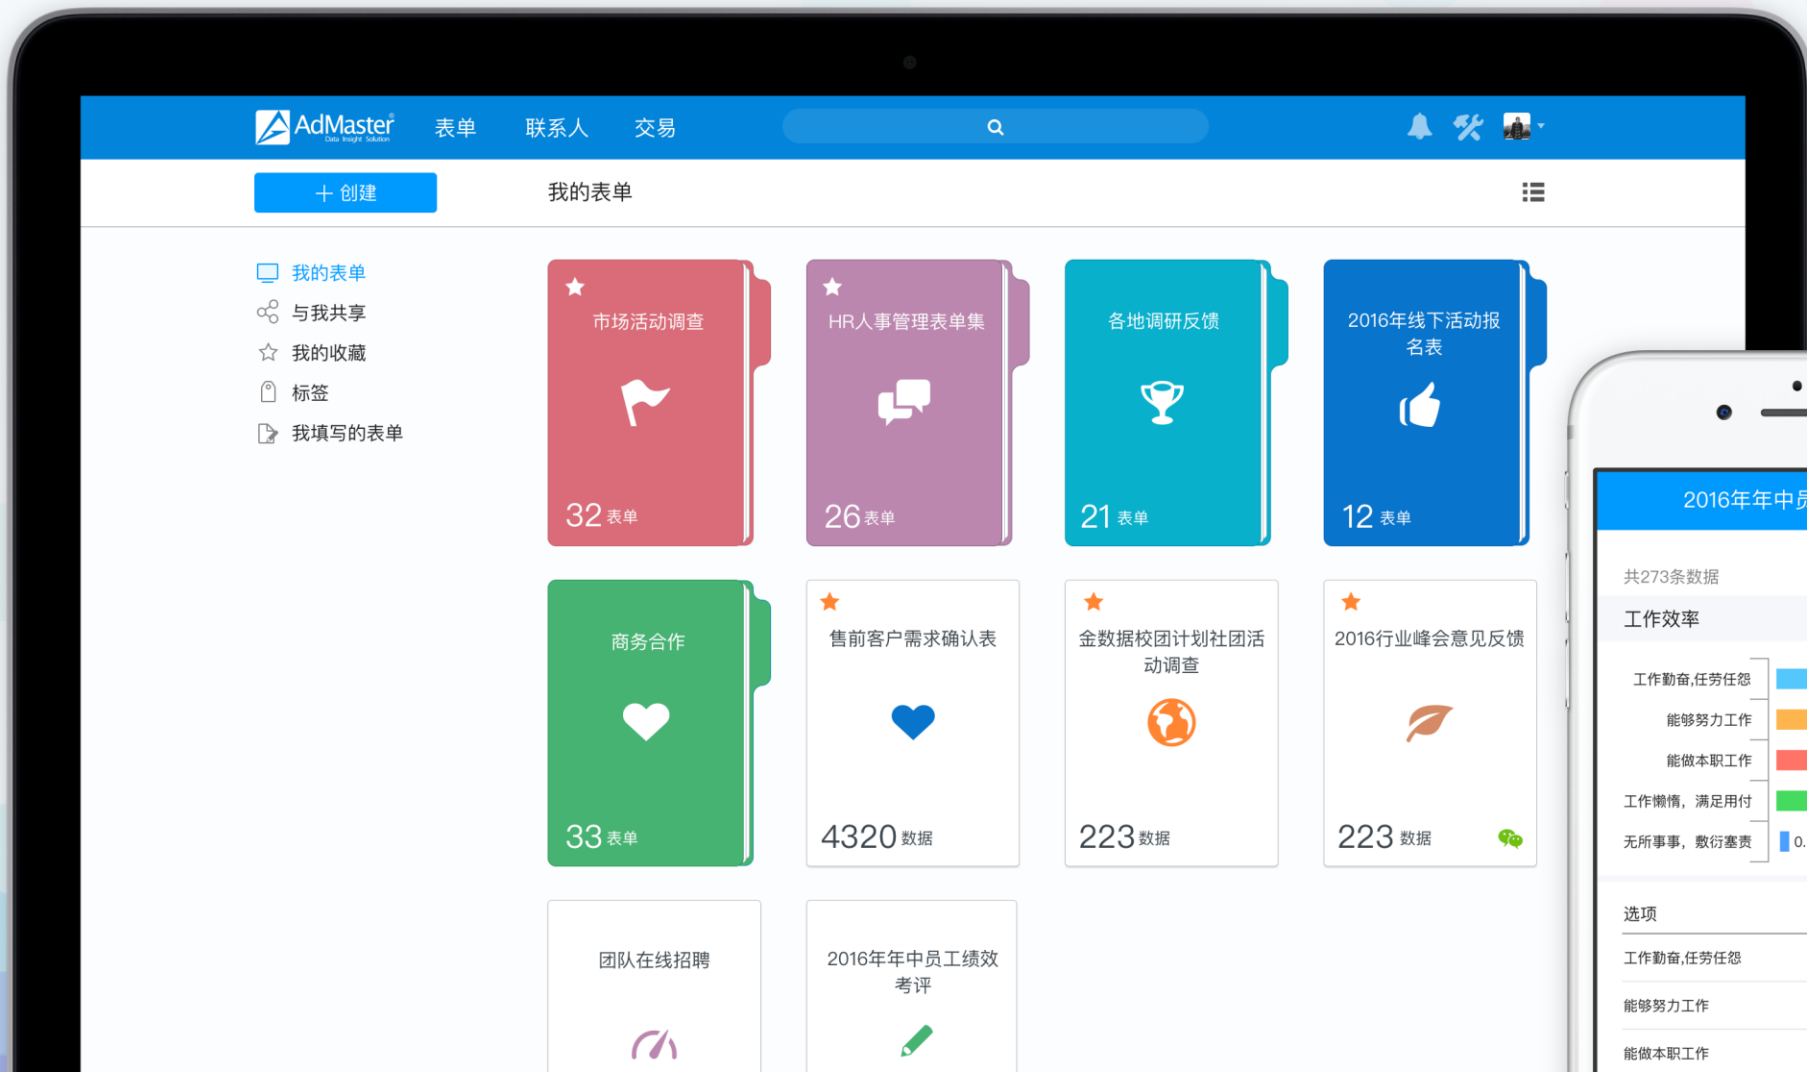 AdMaster®
Data Insight Solution
表单
联系人
交易
创建
我的表单
我的表单
与我共享
我的收藏
标签
我填写的表单
市场活动调查
32 表单
HR人事管理表单集
26 表单
各地调研反馈
21 表单
2016年线下活动报
名表
12 表单
商务合作
33 表单
售前客户需求确认表
4320 数据
金数据校团计划社团活
动调查
223 数据
2016行业峰会意见反馈
223 数据
团队在线招聘
2016年年中员工绩效
考评
2016年年中员
共273条数据
工作效率
工作勤奋,任劳任怨
能够努力工作
能做本职工作
工作懒惰，满足用付
无所事事，敷衍塞责
0.
选项
工作勤奋,任劳任怨
能够努力工作
能做本职工作